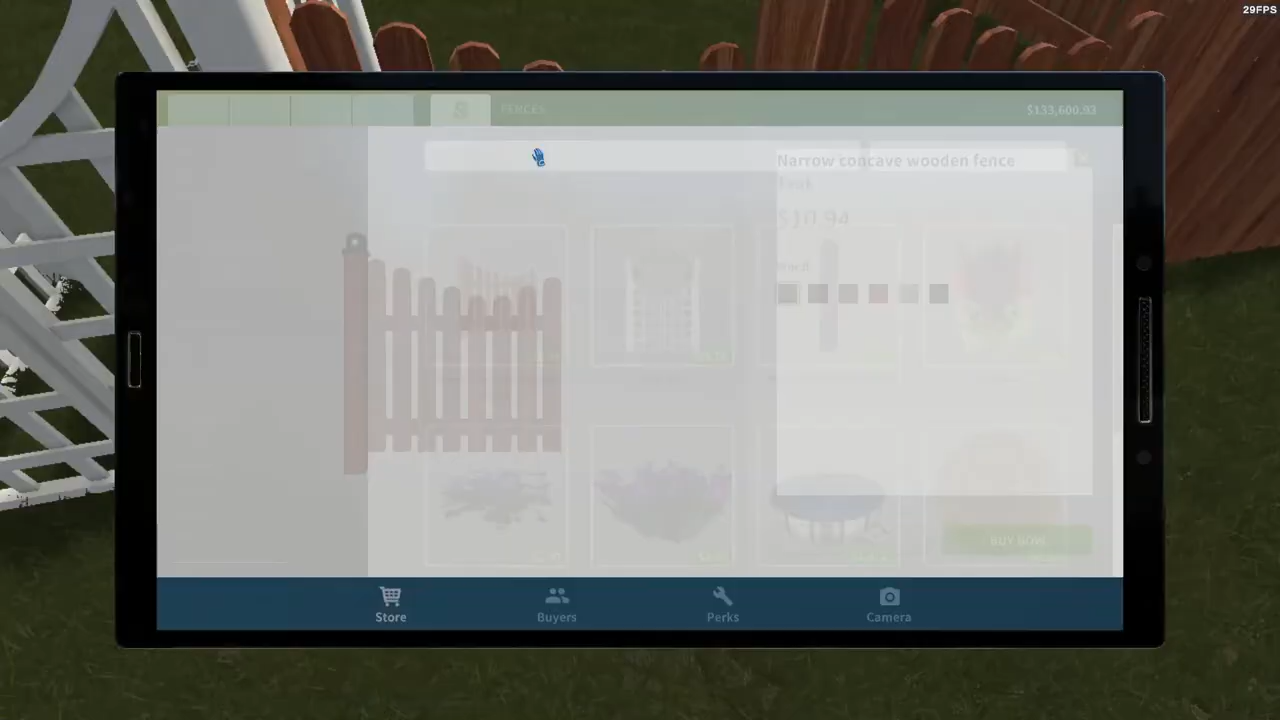 29FPS
FENCES
$133,600.93
Narrow concave wooden fence
$10.94
BUY NOW
Store
Buyers
Perks
Camera